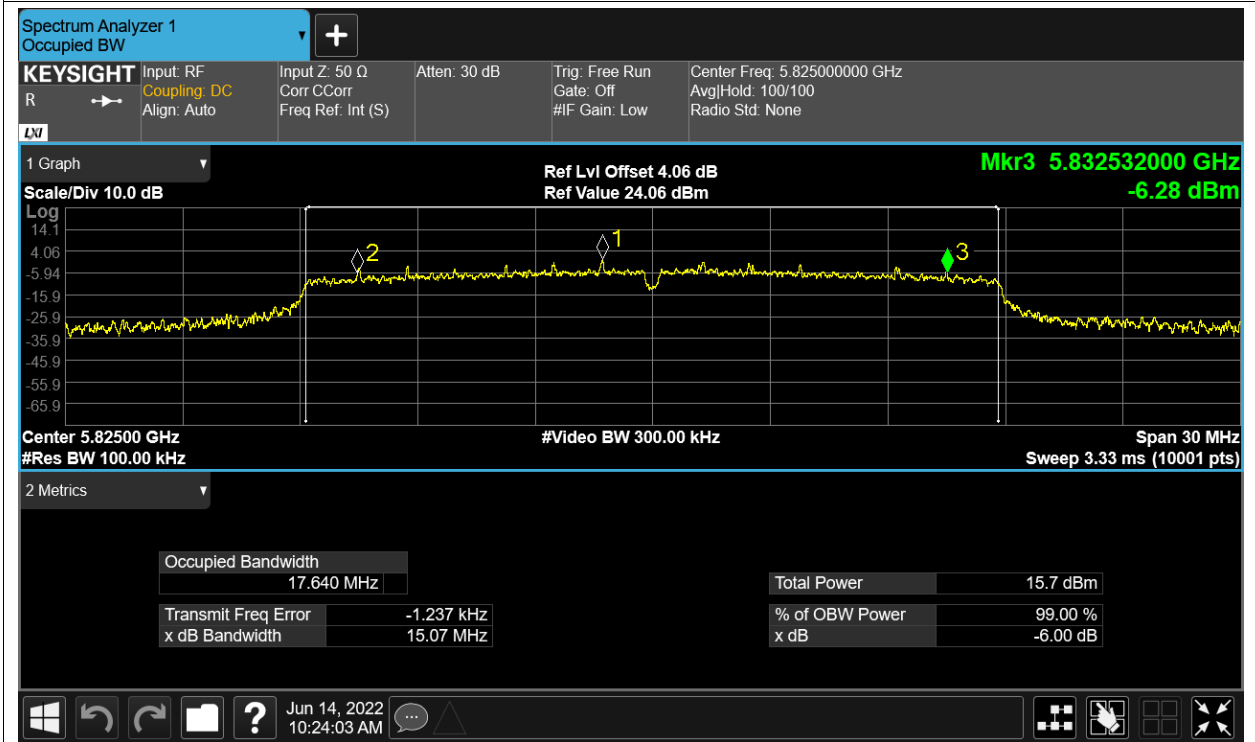 Spectrum Analyzer 1
Occupied BW
KEYSIGHT
R
LXI
Input: RF
Coupling: DC
Align: Auto
Input Z: 50 Ω
Corr CCorr
Freq Ref: Int (S)
Atten: 30 dB
Trig: Free Run
Gate: Off
#IF Gain: Low
Center Freq: 5.825000000 GHz
Avg|Hold: 100/100
Radio Std: None
1 Graph
Scale/Div 10.0 dB
Ref Lvl Offset 4.06 dB
Ref Value 24.06 dBm
Mkr3 5.832532000 GHz
-6.28 dBm
Log
14.1
4.06
-5.94
-15.9
-25.9
-35.9
-45.9
-55.9
-65.9
2
1
3
Center 5.82500 GHz
#Res BW 100.00 kHz
#Video BW 300.00 kHz
Span 30 MHz
Sweep 3.33 ms (10001 pts)
2 Metrics
Occupied Bandwidth
17.640 MHz
Transmit Freq Error -1.237 kHz
x dB Bandwidth 15.07 MHz
Total Power 15.7 dBm
% of OBW Power 99.00 %
x dB -6.00 dB
?
Jun 14, 2022
10:24:03 AM